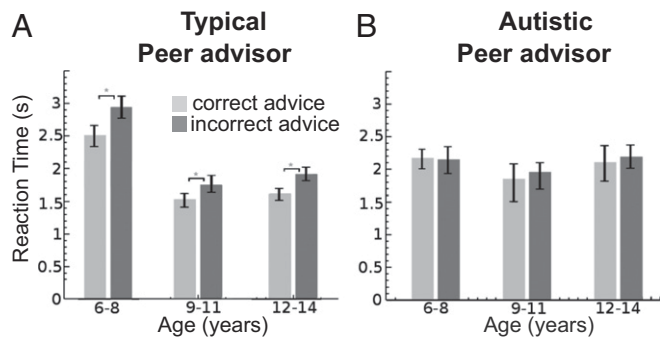 A
Typical
Peer advisor
Reaction Time (s)
3
2.5
2
1.5
1
0.5
0
*
*
*
correct advice
incorrect advice
6-8
9-11
12-14
Age (years)
B
Autistic
Peer advisor
3
2.5
2
1.5
1
0.5
0
6-8
9-11
12-14
Age (years)